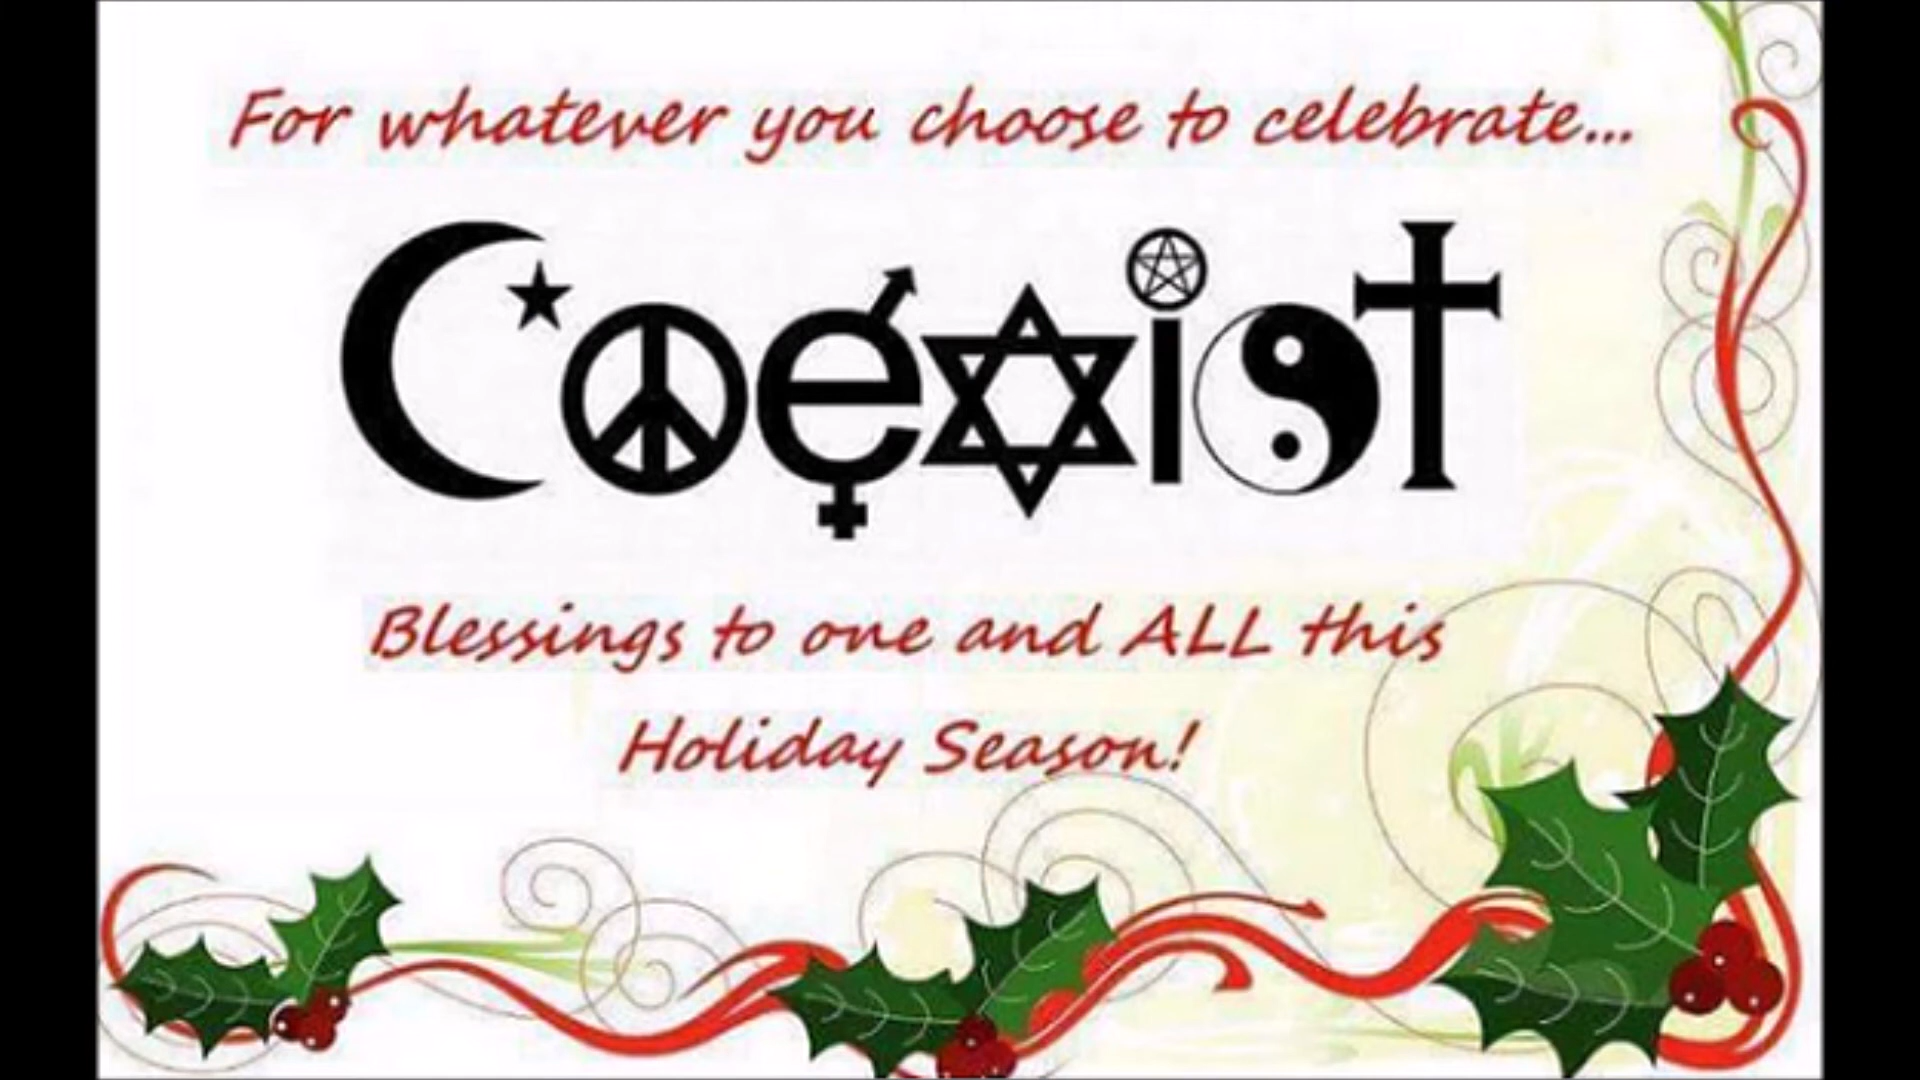 For whatever you choose to celebrate...
Coexist
Blessings to one and ALL this
Holiday Season!